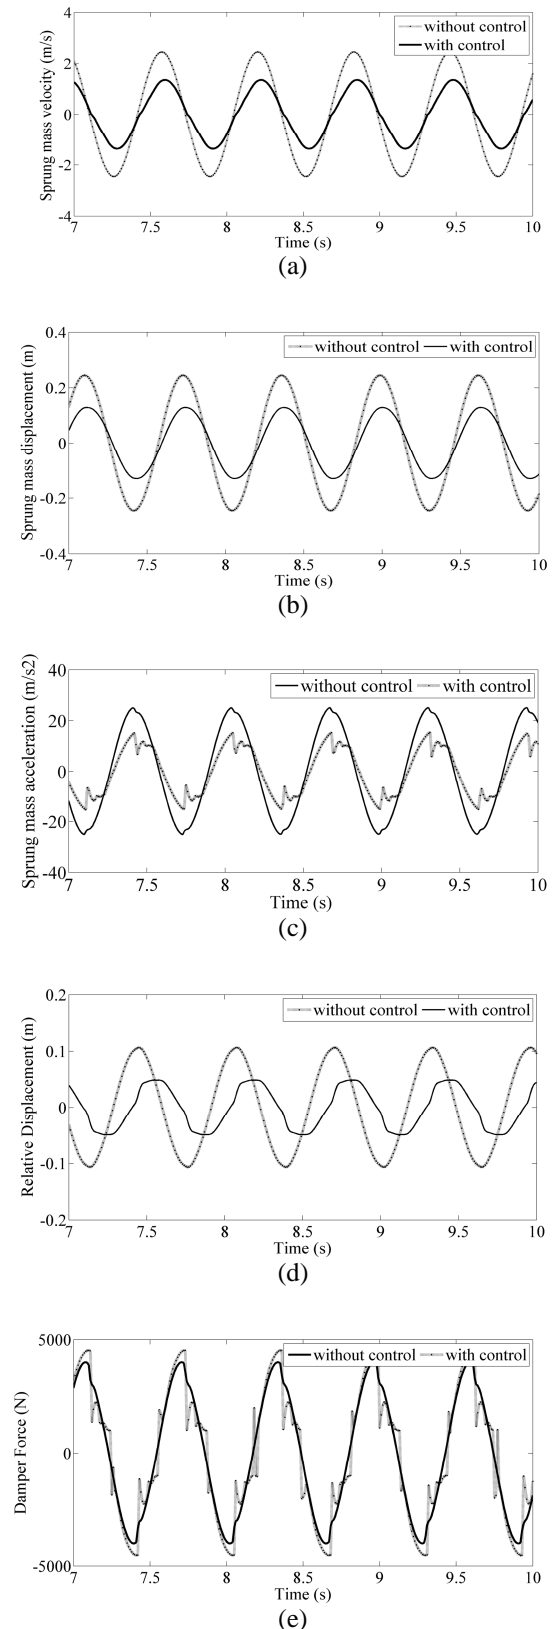 Sprung mass velocity (m/s)
4
2
0
-2
-4
without control
with control
7 7.5 8 8.5 9 9.5 10
Time (s)
(a)
Sprung mass displacement (m)
0.4
0.2
0
-0.2
-0.4
without control with control
7 7.5 8 8.5 9 9.5 10
Time (s)
(b)
Sprung mass acceleration (m/s2)
40
20
0
-20
-40
without control with control
7 7.5 8 8.5 9 9.5 10
Time (s)
(c)
Relative Displacement (m)
0.2
0.1
0
-0.1
-0.2
without control with control
7 7.5 8 8.5 9 9.5 10
Time (s)
(d)
Damper Force (N)
5000
0
-5000
without control with control
7 7.5 8 8.5 9 9.5 10
Time (s)
(e)